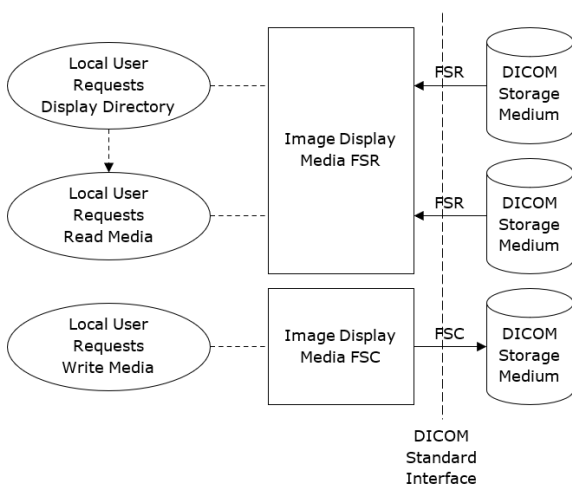 Local User
Requests
Display Directory
Image Display
Media FSR
FSR
DICOM
Storage
Medium
Local User
Requests
Read Media
FSR
DICOM
Storage
Medium
Local User
Requests
Write Media
Image Display
Media FSC
FSC
DICOM
Storage
Medium
DICOM
Standard
Interface